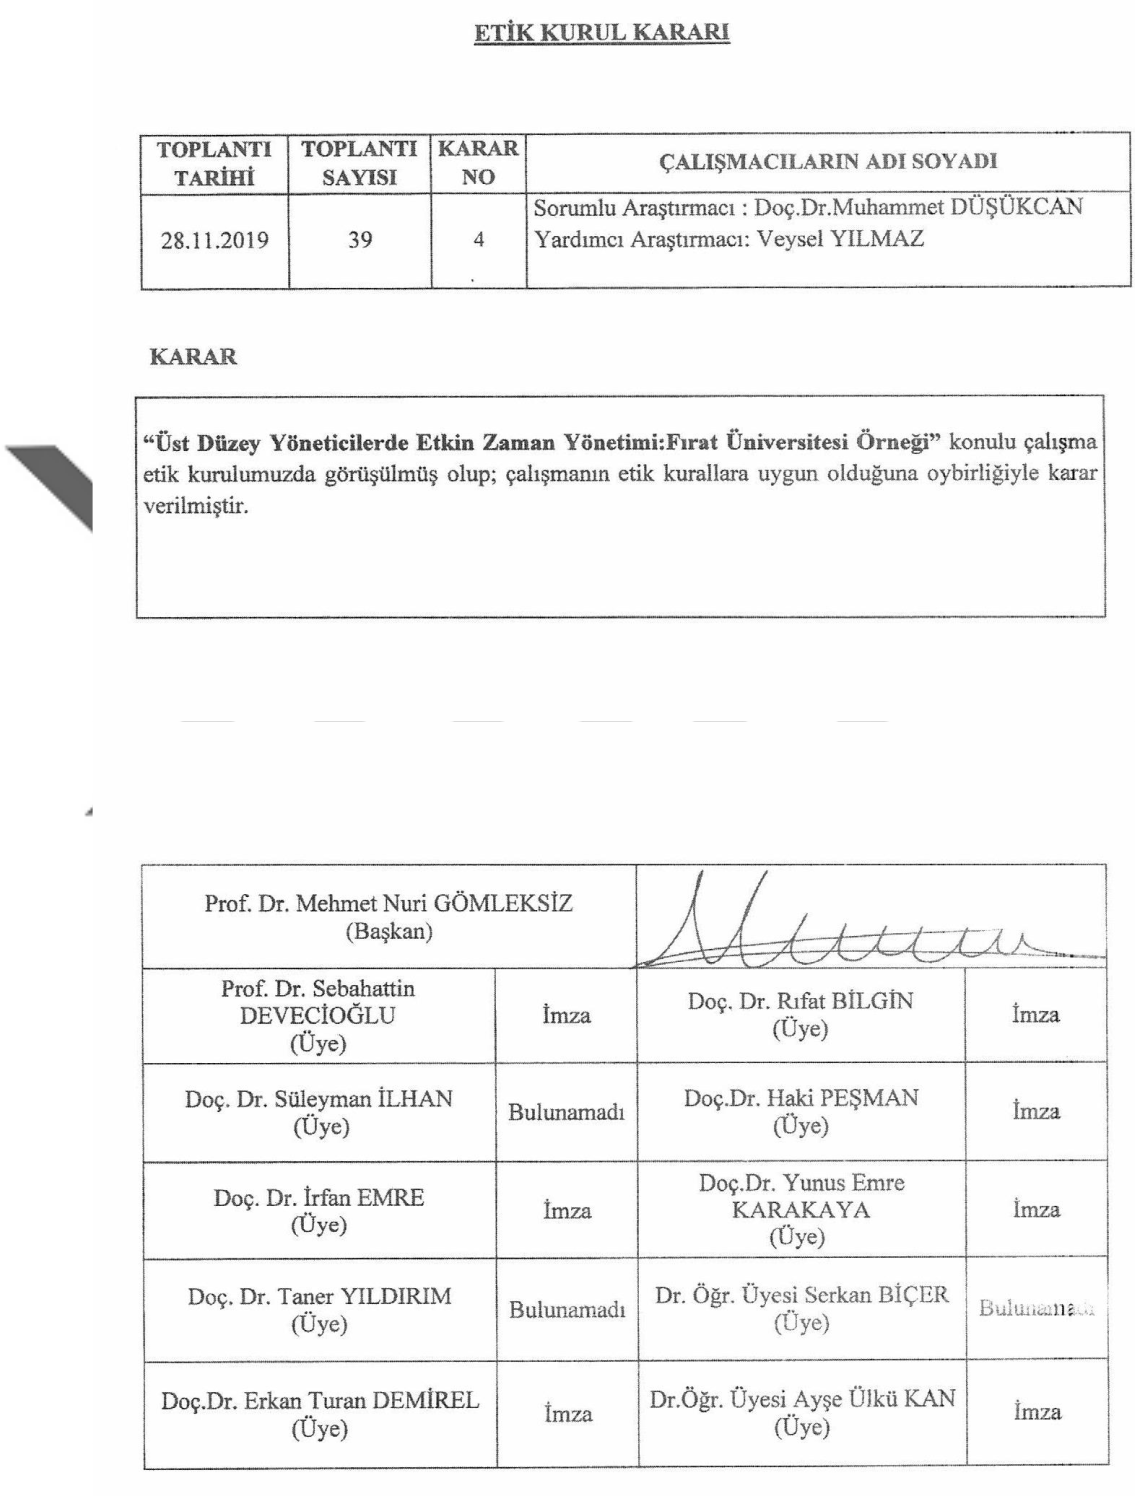 ETİK KURUL KARARI
TOPLANTI TARİHİ
TOPLANTI SAYISI
KARAR NO
ÇALIŞMACILARIN ADI SOYADI
28.11.2019
39
4
Sorumlu Araştırmacı : Doç.Dr.Muhammet DÜŞÜKCAN
Yardımcı Araştırmacı: Veysel YILMAZ
KARAR
“Üst Düzey Yöneticilerde Etkin Zaman Yönetimi:Fırat Üniversitesi Örneği” konulu çalışma
etik kurulumuzda görüşülmüş olup; çalışmanın etik kurallara uygun olduğuna oybirliğiyle karar
verilmiştir.
Prof. Dr. Mehmet Nuri GÖMLEKSİZ
(Başkan)
Prof. Dr. Sebahattin
DEVECİOĞLU
(Üye)
İmza
Doç. Dr. Rıfat BİLGİN
(Üye)
İmza
Doç. Dr. Süleyman İLHAN
(Üye)
Bulunamadı
Doç.Dr. Haki PEŞMAN
(Üye)
İmza
Doç. Dr. İrfan EMRE
(Üye)
İmza
Doç.Dr. Yunus Emre
KARAKAYA
(Üye)
İmza
Doç. Dr. Taner YILDIRIM
(Üye)
Bulunamadı
Dr. Öğr. Üyesi Serkan BİÇER
(Üye)
Bulunamadı
Doç.Dr. Erkan Turan DEMİREL
(Üye)
İmza
Dr.Öğr. Üyesi Ayşe Ülkü KAN
(Üye)
İmza